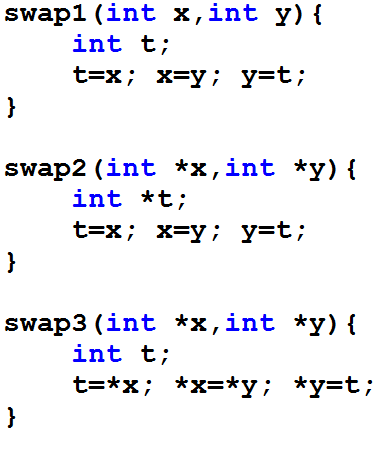 swap1(int x,int y){
int t;
t=x; x=y; y=t;
}
swap2(int *x,int *y){
int *t;
t=x; x=y; y=t;
}
swap3(int *x,int *y){
int t;
t=*x; *x=*y; *y=t;
}